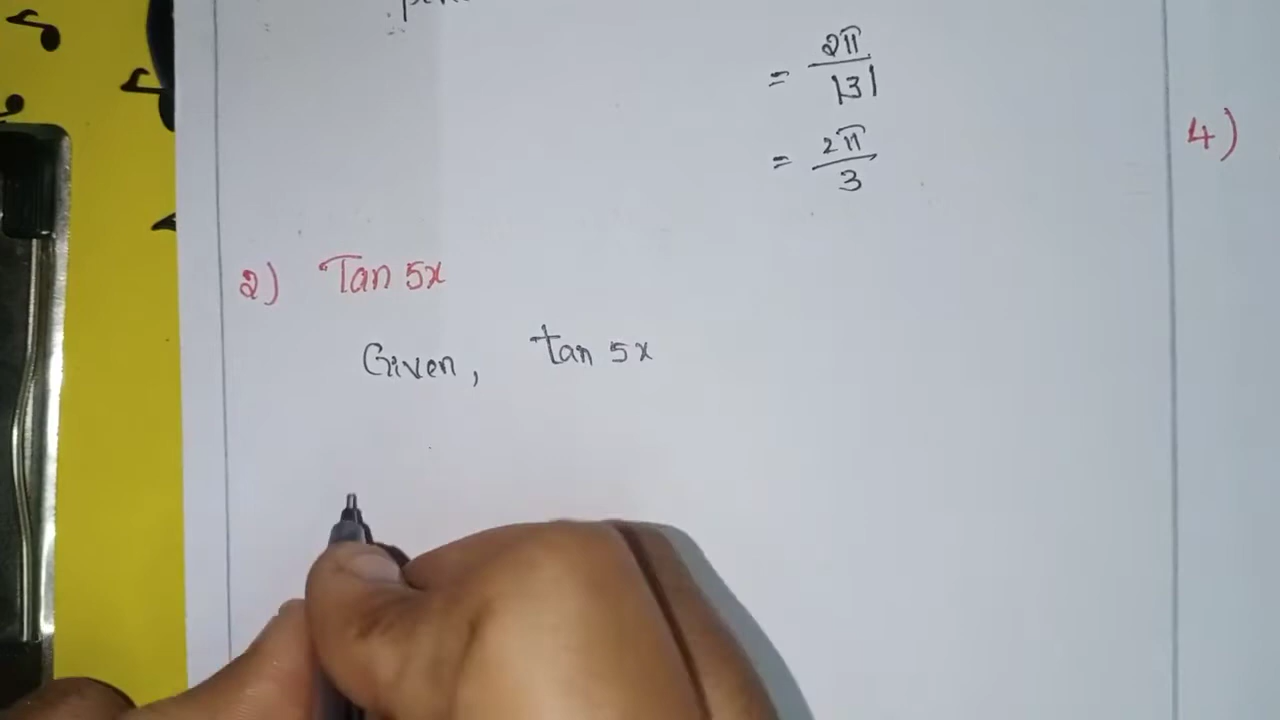 = 2π / |3|
= 2π / 3
2) Tan 5x
Given, tan 5x
4)